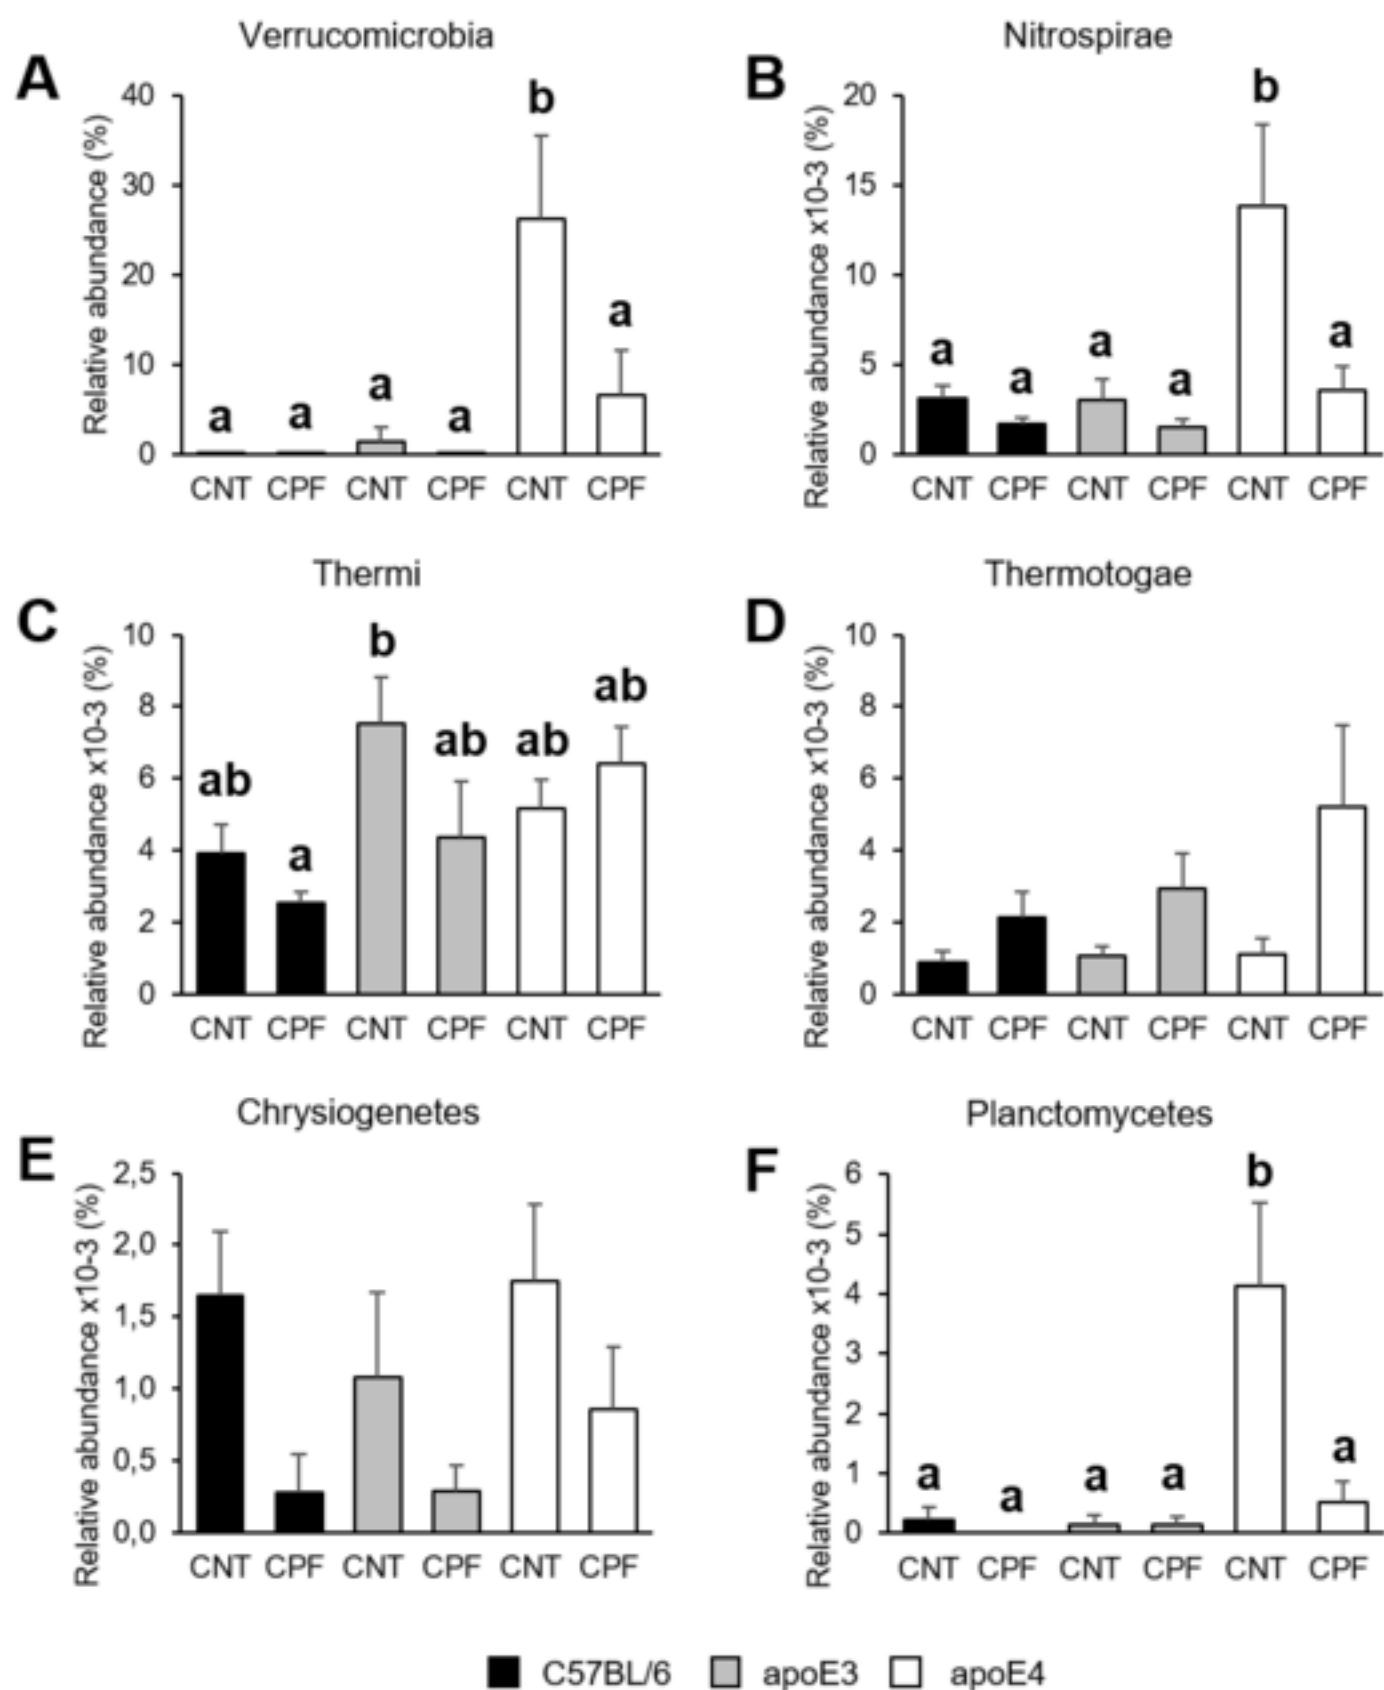 Verrucomicrobia
A
Relative abundance (%)
40
30
20
10
0
a a a a b a
CNT CPF CNT CPF CNT CPF
Nitrospirae
B
Relative abundance x10-3 (%)
20
15
10
5
0
a a a a b a
CNT CPF CNT CPF CNT CPF
Thermi
C
Relative abundance x10-3 (%)
10
8
6
4
2
0
ab a b ab ab ab
CNT CPF CNT CPF CNT CPF
Thermotogae
D
Relative abundance x10-3 (%)
10
8
6
4
2
0
CNT CPF CNT CPF CNT CPF
Chrysiogenetes
E
Relative abundance x10-3 (%)
2,5
2,0
1,5
1,0
0,5
0,0
CNT CPF CNT CPF CNT CPF
Planctomycetes
F
Relative abundance x10-3 (%)
6
5
4
3
2
1
0
a a a a b a
CNT CPF CNT CPF CNT CPF
C57BL/6 apoE3 apoE4